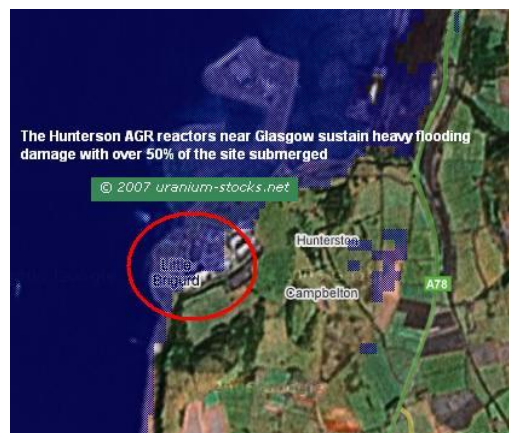 The Hunterson AGR reactors near Glasgow sustain heavy flooding
damage with over 50% of the site submerged
© 2007 uranium-stocks.net
Hunterston
Little
Brigurd
Campbelton
A78